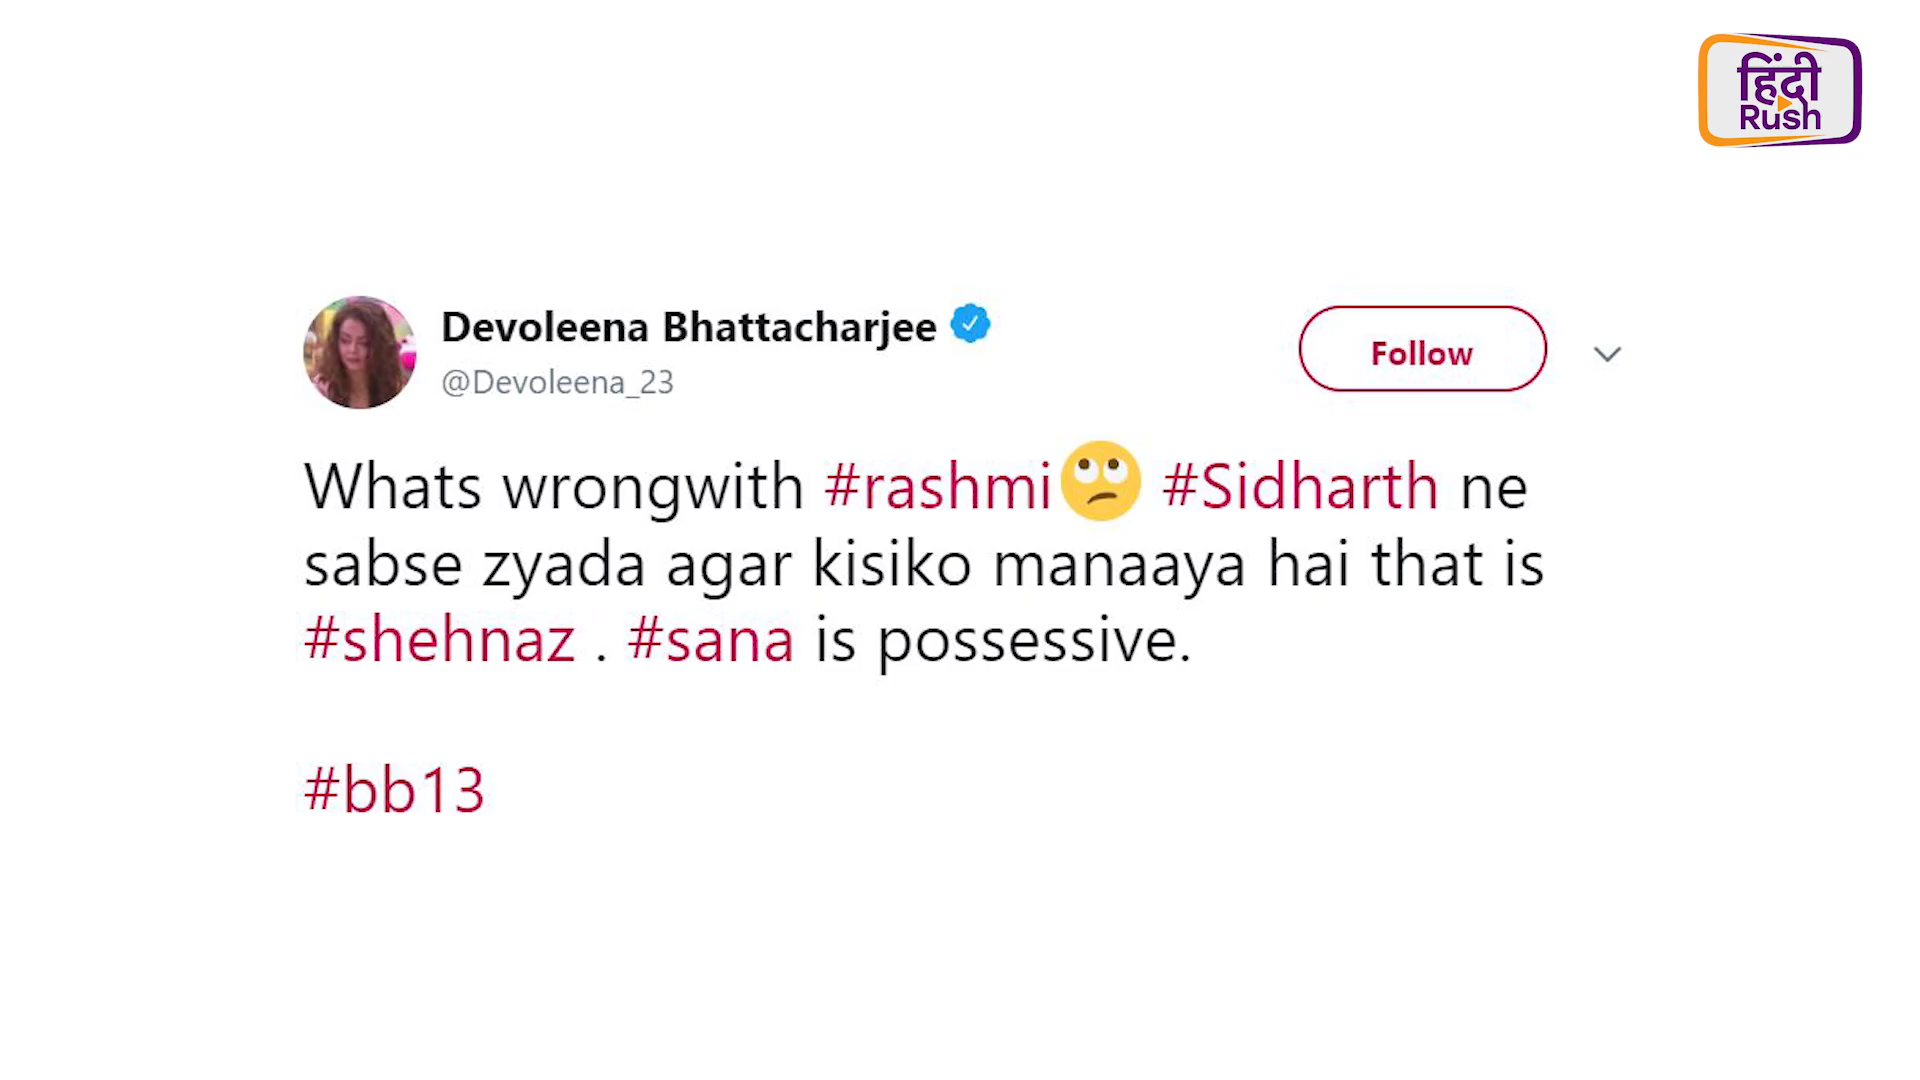 हिंदी
Rush
Devoleena Bhattacharjee
@Devoleena_23
Follow
Whats wrongwith #rashmi🙄 #Sidharth ne
sabse zyada agar kisiko manaaya hai that is
#shehnaz . #sana is possessive.
#bb13